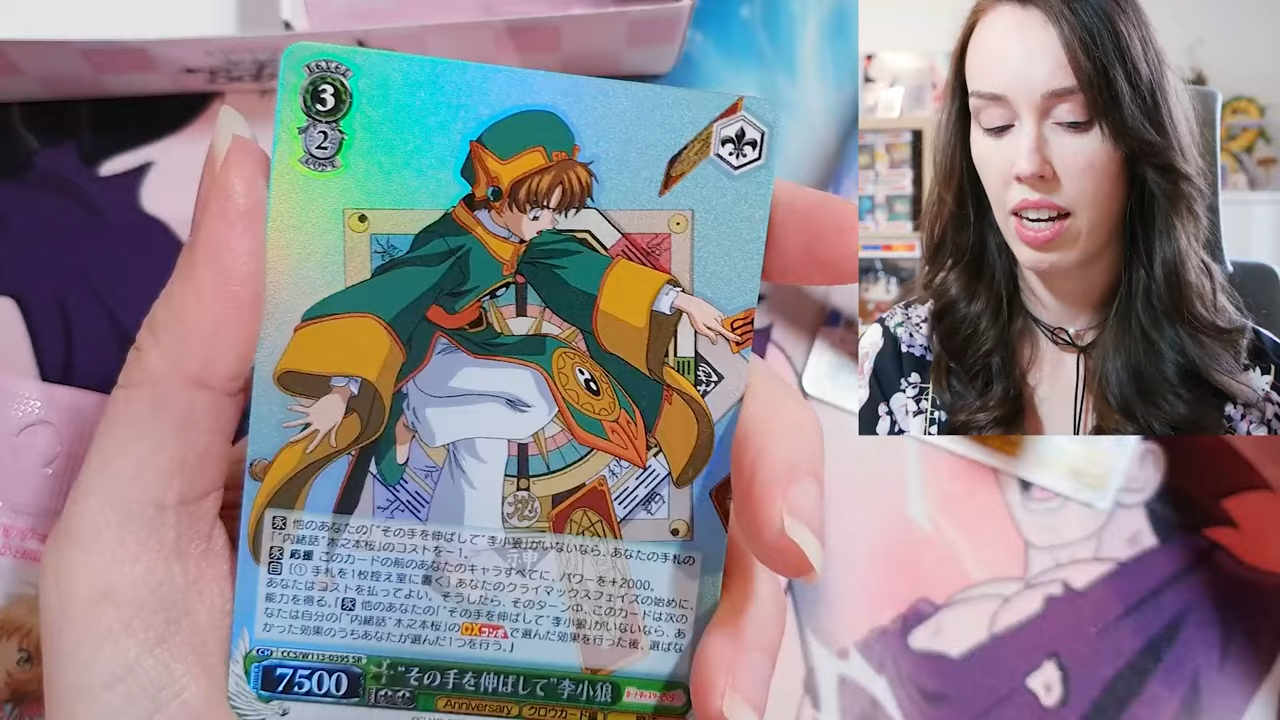 LEVEL
3
2
COST
永 他のあなたの「"その手を伸ばして"李小狼」がいないなら、あなたの手札の
「"内緒話"木之本桜」のコストを－1。
永 応援 このカードの前のあなたのキャラすべてに、パワーを+2000。
自 [① 手札を1枚控え室に置く] あなたのクライマックスフェイズの始めに、
あなたはコストを払ってよい。そうしたら、そのターン中、このカードは次の
能力を得る。『永 他のあなたの「"その手を伸ばして"李小狼」がいないなら、あ
なたは自分の「"内緒話"木之本桜」のCXコンボで選んだ効果を行った後、選ばな
かった効果のうちあなたが選んだ1つを行う。』
CH CCS/W113-039S SR
POWER 7500
"その手を伸ばして"李小狼
Anniversary クロウカード編